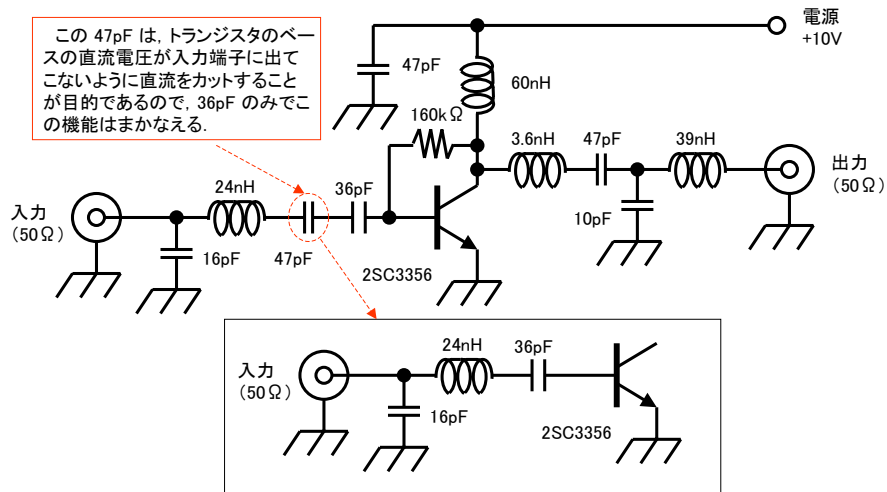 この 47pF は，トランジスタのベー
スの直流電圧が入力端子に出て
こないように直流をカットすること
が目的であるので，36pF のみでこ
の機能はまかなえる．
電源
+10V
47pF
60nH
160kΩ
3.6nH
47pF
39nH
24nH
36pF
入力
(50Ω)
出力
(50Ω)
16pF
47pF
10pF
2SC3356
24nH
36pF
入力
(50Ω)
16pF
2SC3356